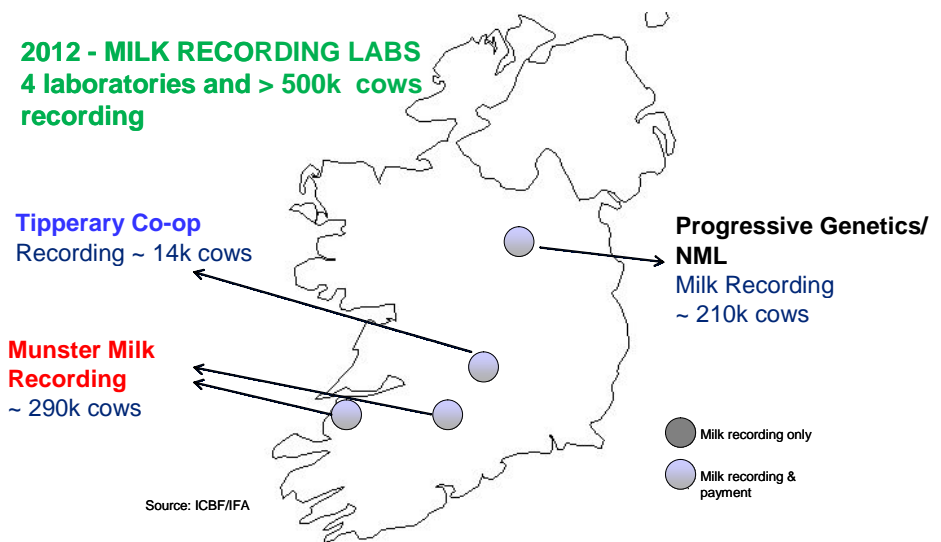 2012 - MILK RECORDING LABS
4 laboratories and > 500k cows
recording
Tipperary Co-op
Recording ~ 14k cows
Progressive Genetics/
NML
Milk Recording
~ 210k cows
Munster Milk
Recording
~ 290k cows
Milk recording only
Milk recording &
payment
Source: ICBF/IFA